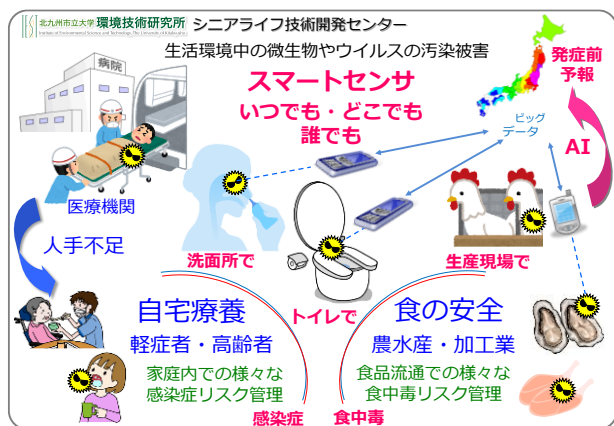 北九州市立大学 環境技術研究所 シニアライフ技術開発センター
Institute of Environmental Science and Technology, The University of Kitakyushu
生活環境中の微生物やウイルスの汚染被害
病院
スマートセンサ
いつでも・どこでも
誰でも
発症前
予報
ビッグ
データ
AI
医療機関
人手不足
洗面所で
生産現場で
トイレで
自宅療養
軽症者・高齢者
家庭内での様々な
感染症リスク管理
感染症
食の安全
農水産・加工業
食品流通での様々な
食中毒リスク管理
食中毒